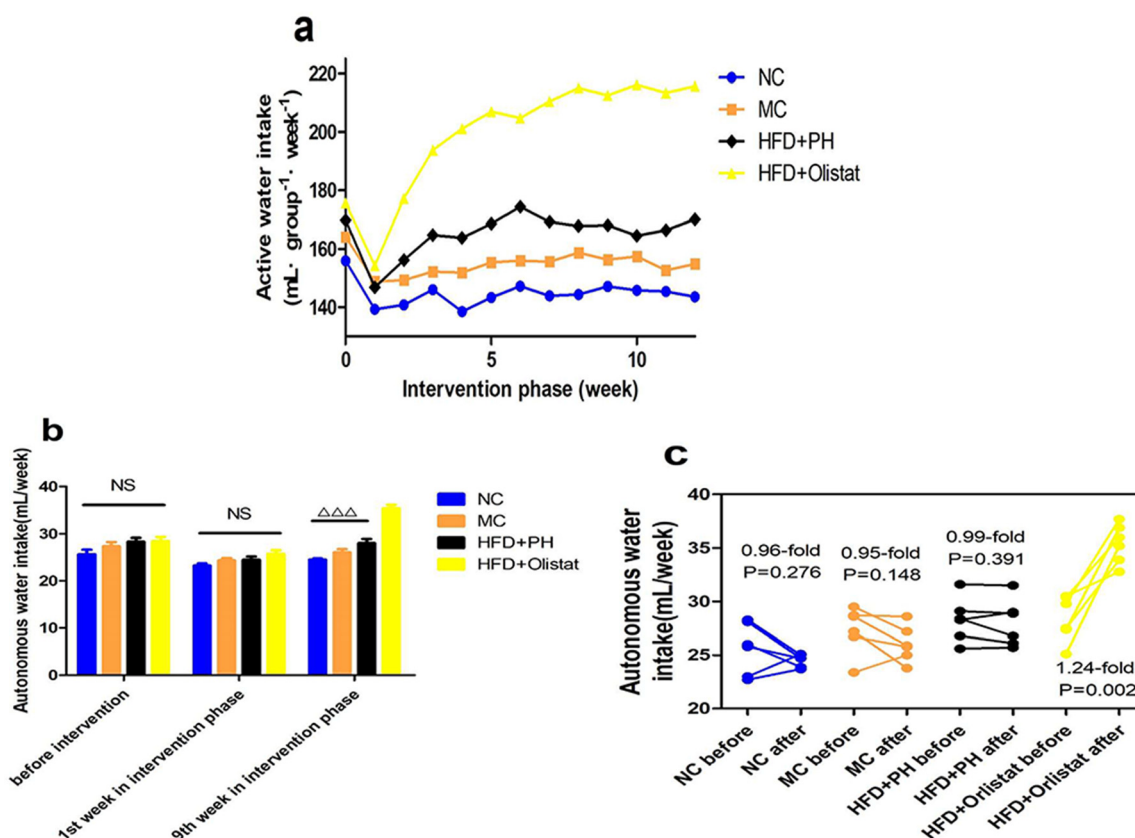 a
Active water intake
(mL· group⁻¹· week⁻¹)
220
200
180
160
140
0
5
10
Intervention phase (week)
NC
MC
HFD+PH
HFD+Olistat
b
Autonomous water intake(mL/week)
40
30
20
10
0
NS
NS
△△△
NC
MC
HFD+PH
HFD+Olistat
before intervention
1st week in intervention phase
9th week in intervention phase
c
Autonomous water
intake(mL/week)
40
35
30
25
20
0.96-fold
P=0.276
0.95-fold
P=0.148
0.99-fold
P=0.391
1.24-fold
P=0.002
NC before
NC after
MC before
MC after
HFD+PH before
HFD+PH after
HFD+Orlistat before
HFD+Orlistat after